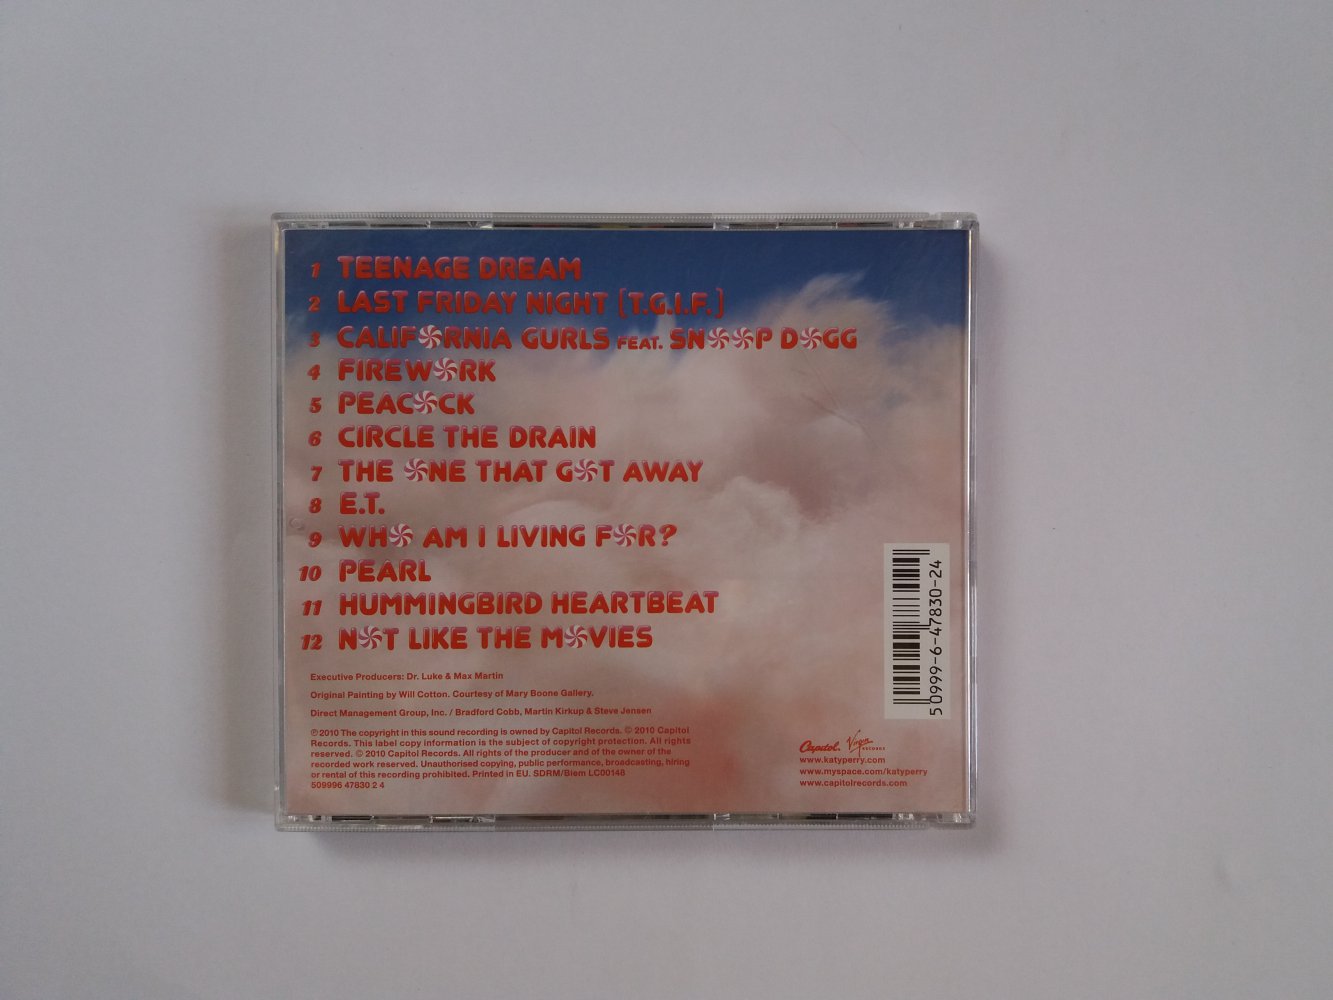 1 TEENAGE DREAM
2 LAST FRIDAY NIGHT (T.G.I.F.)
3 CALIFORNIA GURLS FEAT. SNOOP DOGG
4 FIREWORK
5 PEACOCK
6 CIRCLE THE DRAIN
7 THE ONE THAT GOT AWAY
8 E.T.
9 WHO AM I LIVING FOR?
10 PEARL
11 HUMMINGBIRD HEARTBEAT
12 NOT LIKE THE MOVIES
Executive Producers: Dr. Luke & Max Martin
Original Painting by Will Cotton. Courtesy of Mary Boone Gallery.
Direct Management Group, Inc. / Bradford Cobb, Martin Kirkup & Steve Jensen
℗ 2010 The copyright in this sound recording is owned by Capitol Records. © 2010 Capitol
Records. This label copy information is the subject of copyright protection. All rights
reserved. © 2010 Capitol Records. All rights of the producer and of the owner of the
recorded work reserved. Unauthorised copying, public performance, broadcasting, hiring
or rental of this recording prohibited. Printed in EU. SDRM/Biem LC00148
509996 47830 2 4
5 0999-6-47830-24
Capitol. Virgin RECORDS
www.katyperry.com
www.myspace.com/katyperry
www.capitolrecords.com